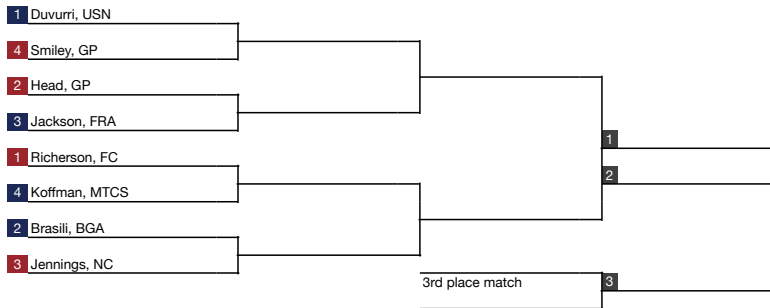 1 Duvurri, USN
4 Smiley, GP
2 Head, GP
3 Jackson, FRA
1 Richerson, FC
4 Koffman, MTCS
2 Brasili, BGA
3 Jennings, NC
1
2
3rd place match 3